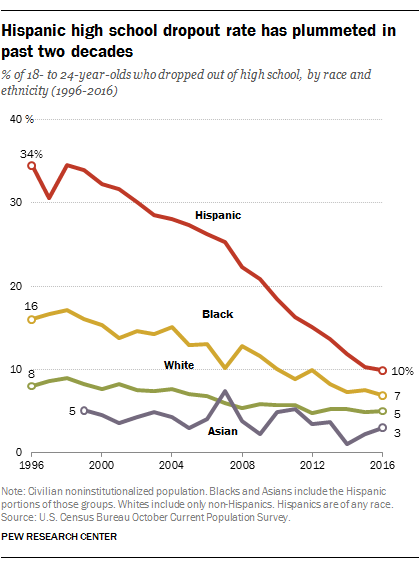 Hispanic high school dropout rate has plummeted in
past two decades
% of 18- to 24-year-olds who dropped out of high school, by race and
ethnicity (1996-2016)
40 %
34%
30
Hispanic
20
16
Black
White
10
10%
8
7
5
5
Asian
3
0
1996 2000 2004 2008 2012 2016
Note: Civilian noninstitutionalized population. Blacks and Asians include the Hispanic
portions of those groups. Whites include only non-Hispanics. Hispanics are of any race.
Source: U.S. Census Bureau October Current Population Survey.
PEW RESEARCH CENTER